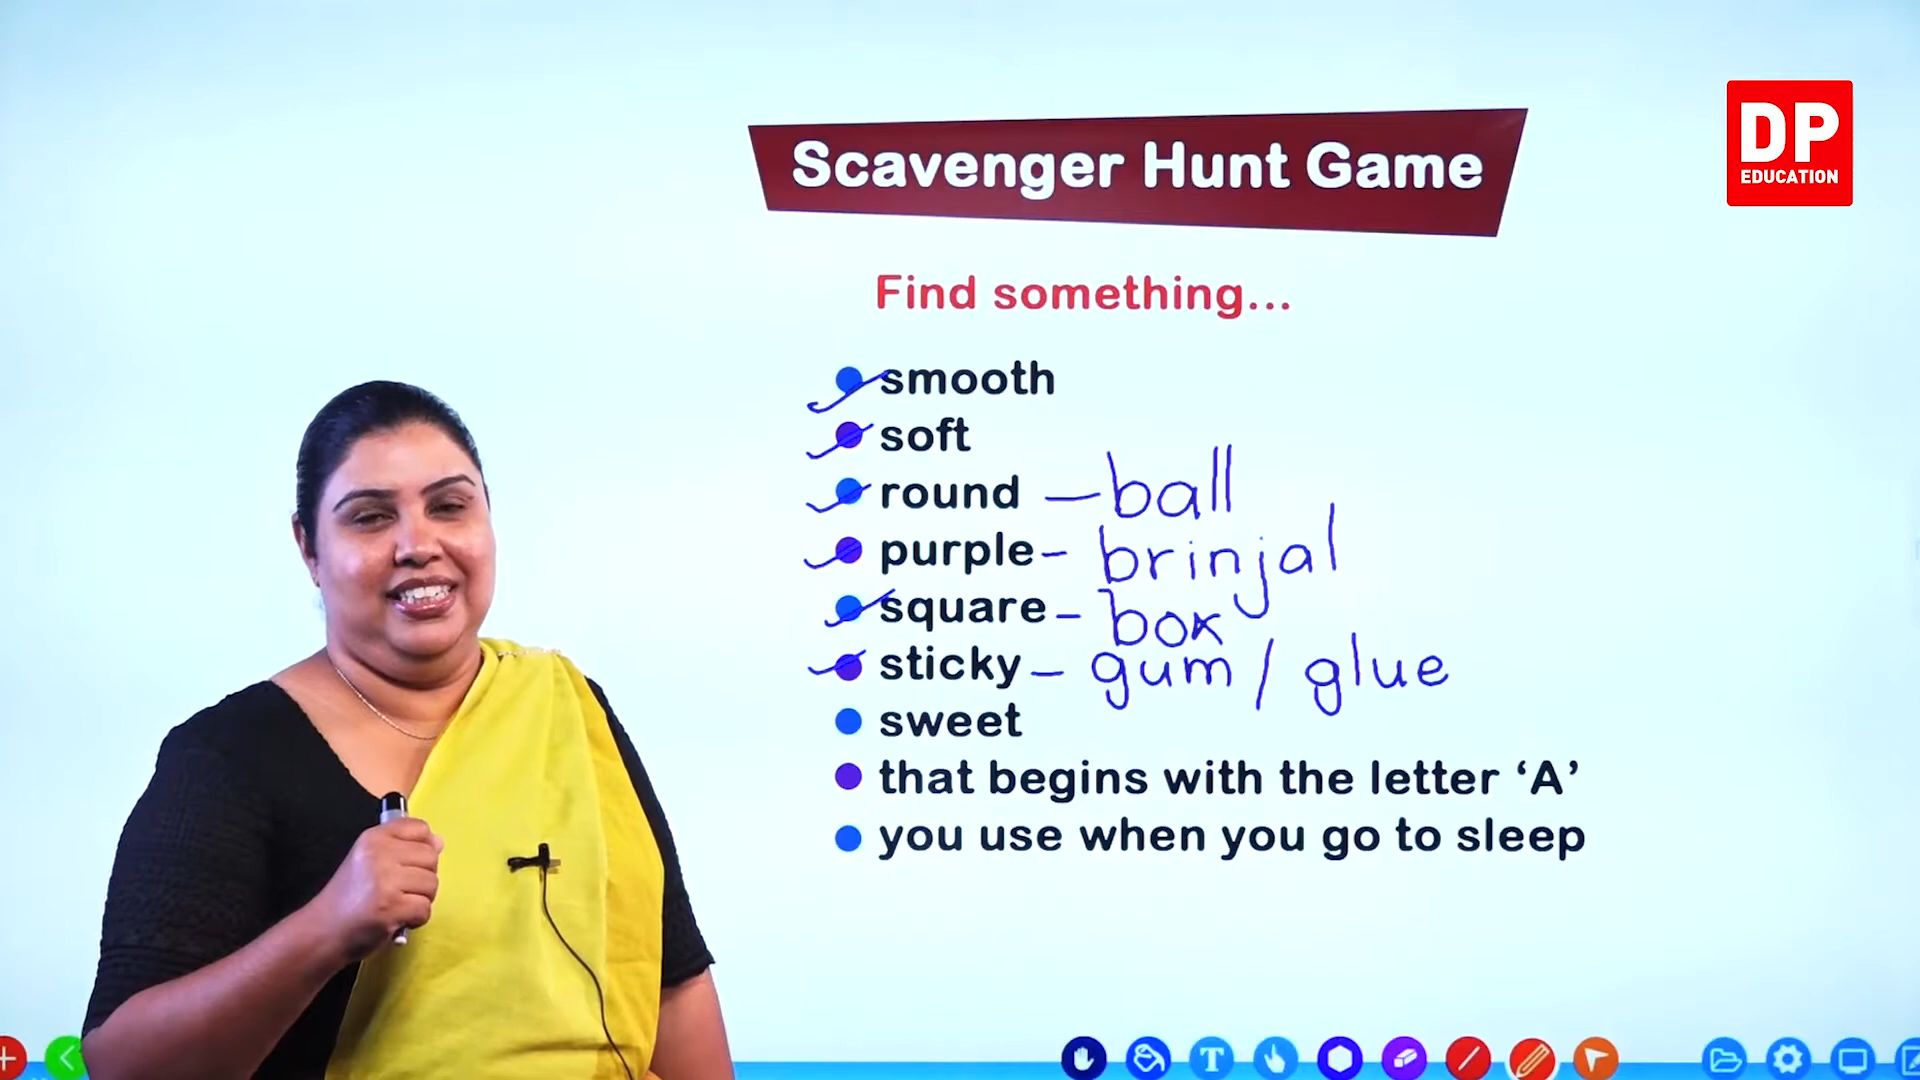 DP
EDUCATION
Scavenger Hunt Game
Find something...
smooth
soft
round – ball
purple – brinjal
square – box
sticky – gum / glue
sweet
that begins with the letter ‘A’
you use when you go to sleep
T